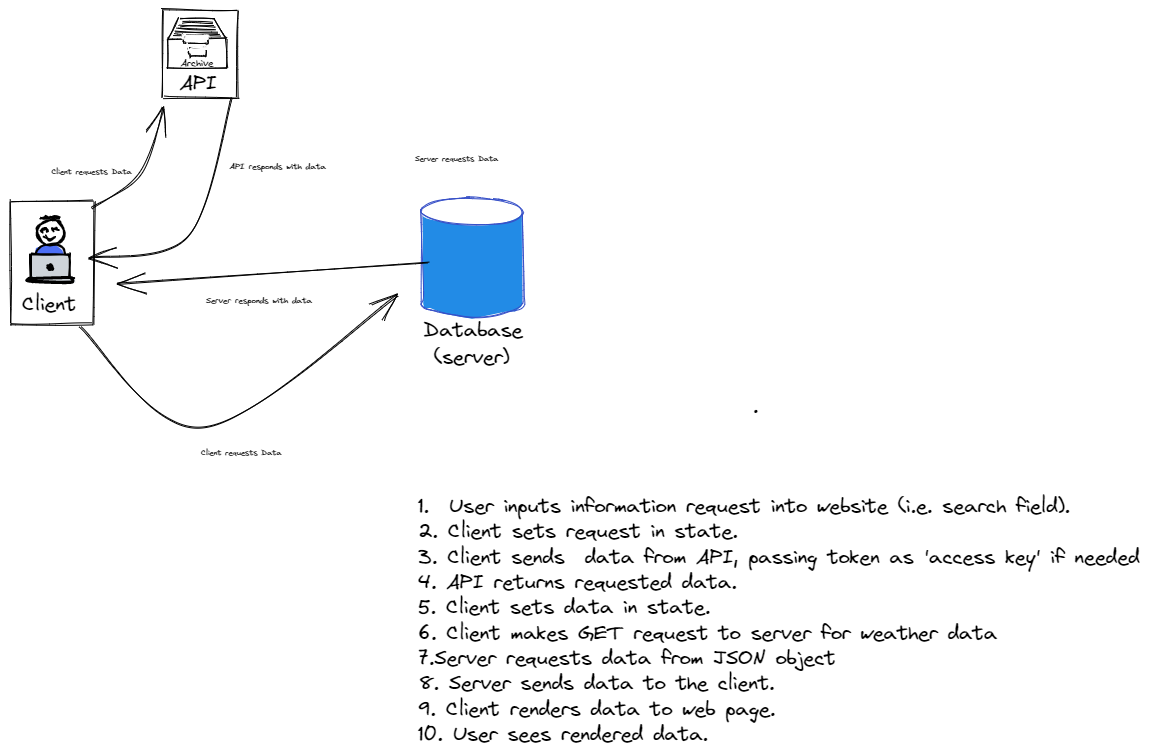 Archive
API
Client requests Data
API responds with data
Server requests Data
Client
Server responds with data
Database
(server)
Client requests Data
1. User inputs information request into website (i.e. search field).
2. Client sets request in state.
3. Client sends data from API, passing token as 'access key' if needed
4. API returns requested data.
5. Client sets data in state.
6. Client makes GET request to server for weather data
7.Server requests data from JSON object
8. Server sends data to the client.
9. Client renders data to web page.
10. User sees rendered data.